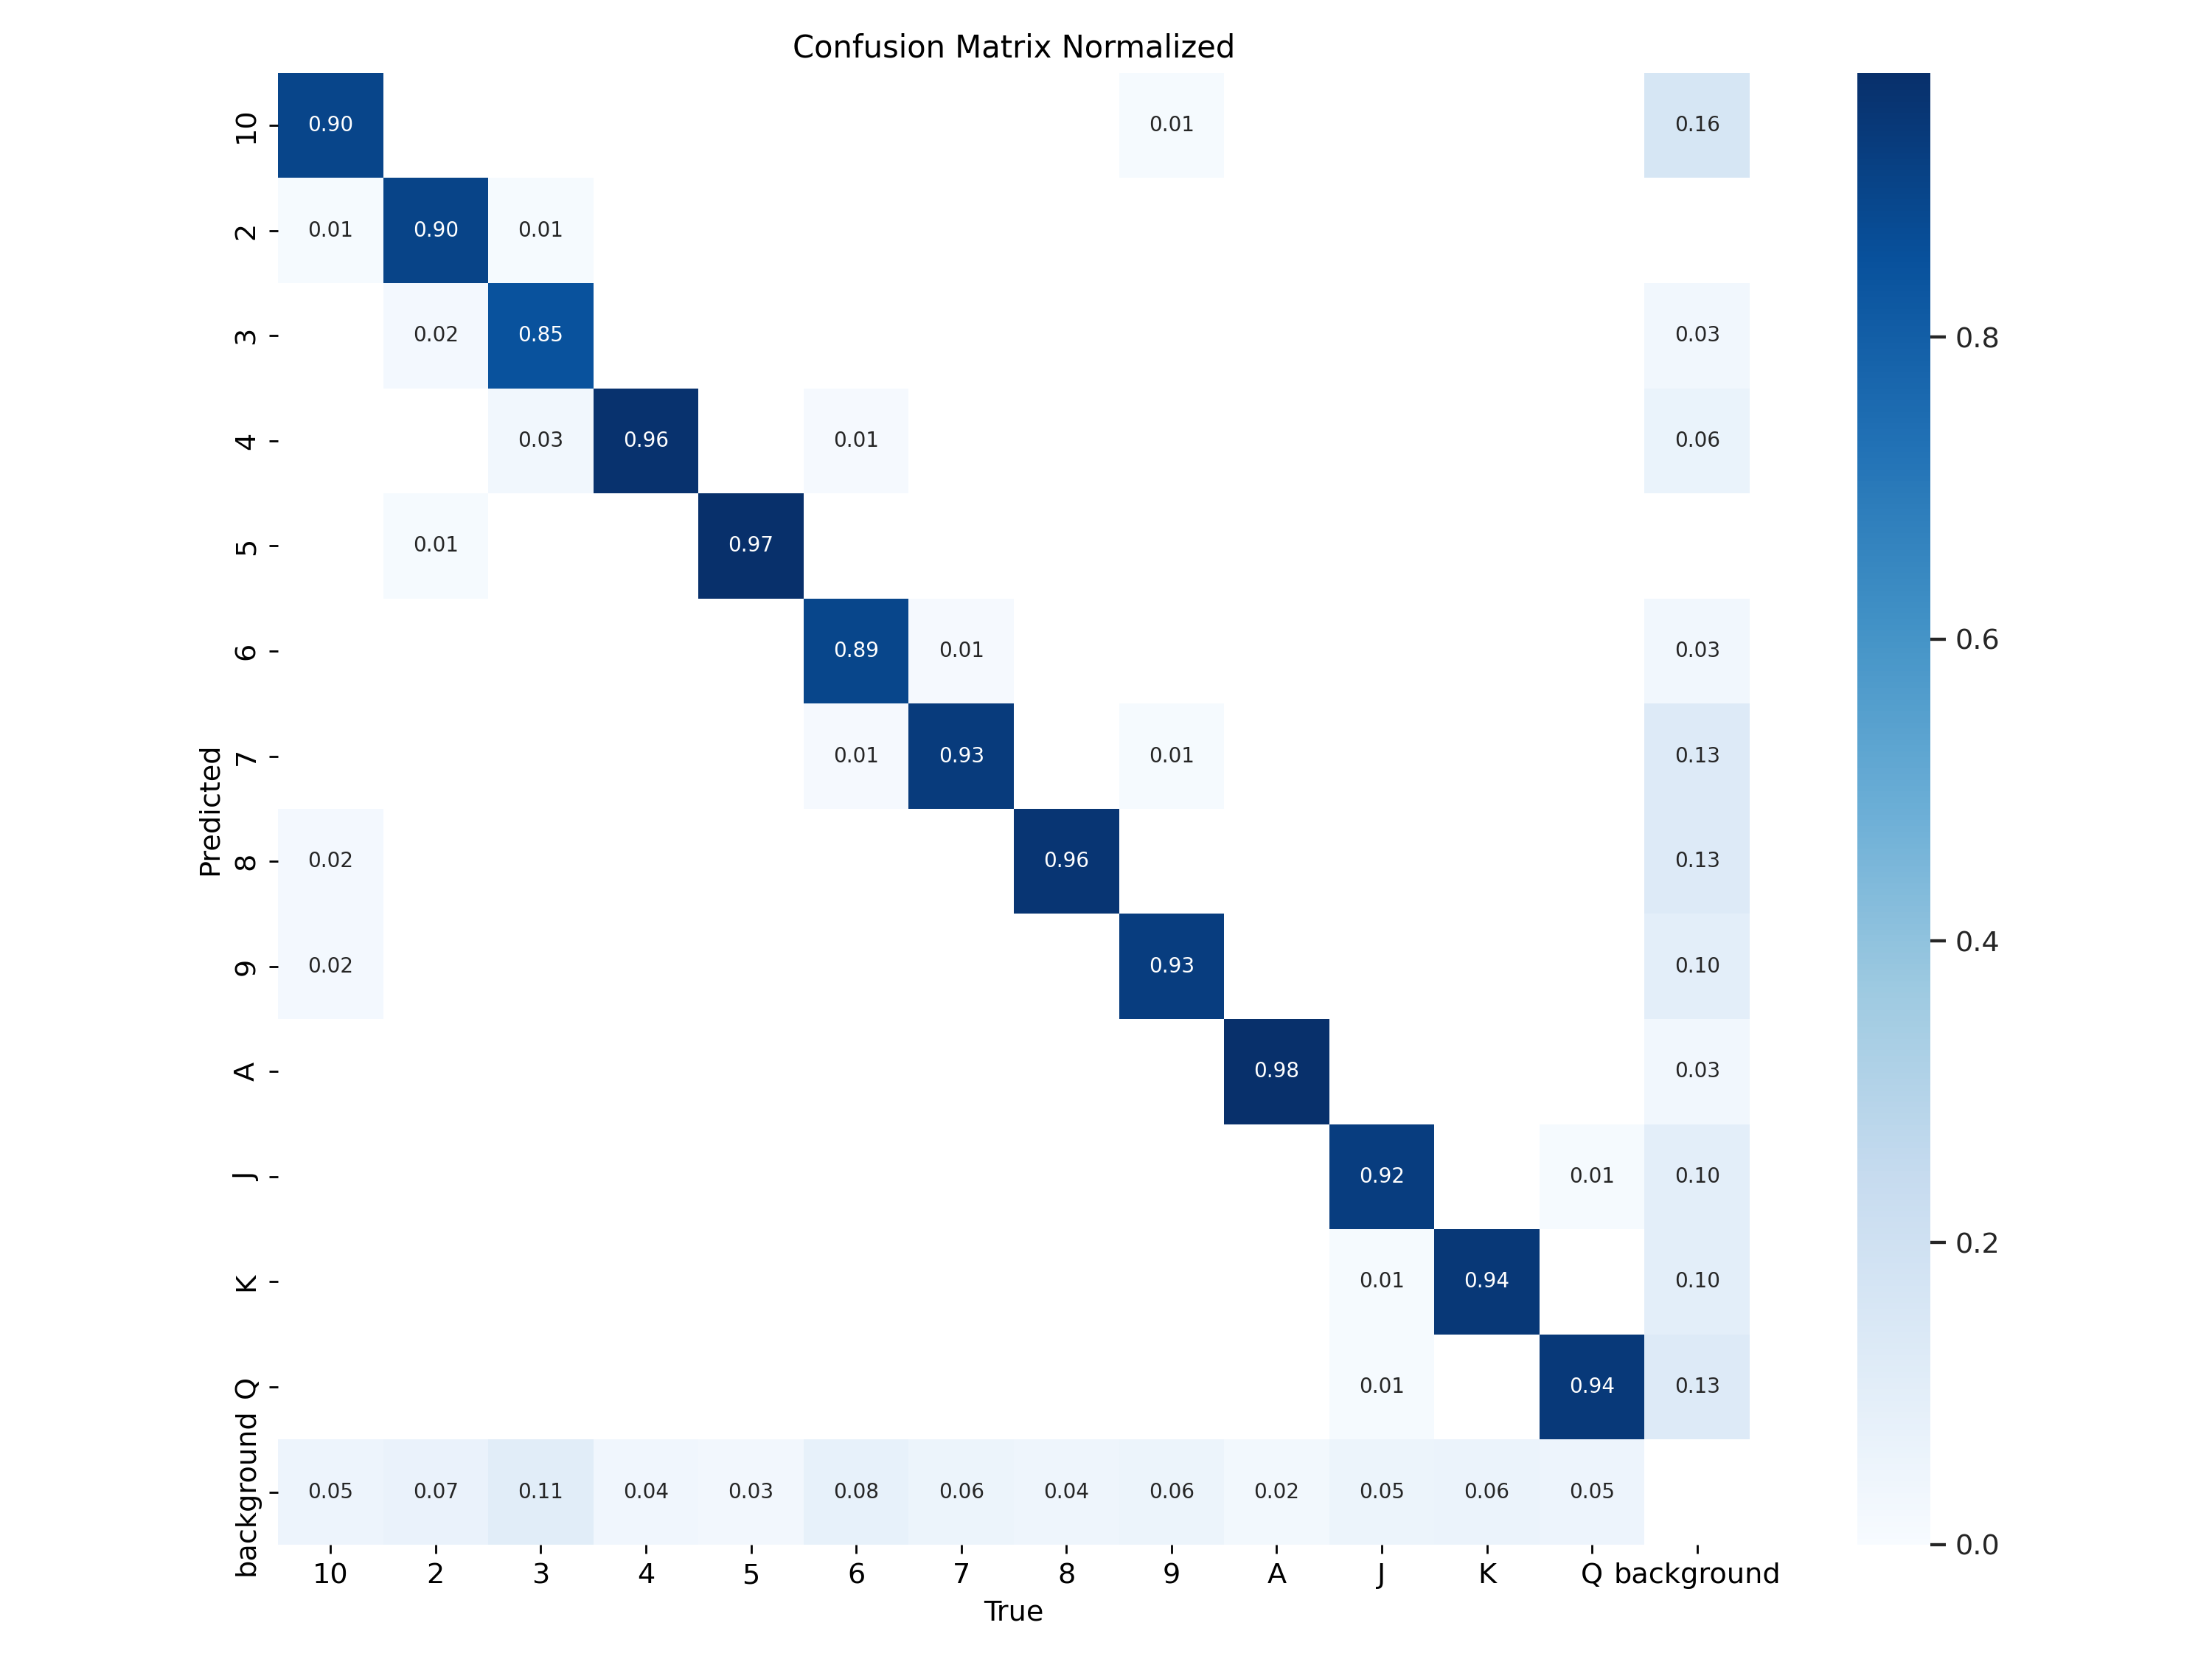 Confusion Matrix Normalized
10 0.90 0.01 0.16
2 0.01 0.90 0.01
3 0.02 0.85 0.03 0.8
4 0.03 0.96 0.01 0.06
5 0.01 0.97
6 0.89 0.01 0.03 0.6
7 0.01 0.93 0.01 0.13
Predicted
8 0.02 0.96 0.13
9 0.02 0.93 0.10 0.4
A 0.98 0.03
J 0.92 0.01 0.10
K 0.01 0.94 0.10 0.2
Q 0.01 0.94 0.13
background 0.05 0.07 0.11 0.04 0.03 0.08 0.06 0.04 0.06 0.02 0.05 0.06 0.05
0.0
10 2 3 4 5 6 7 8 9 A J K Q background
True